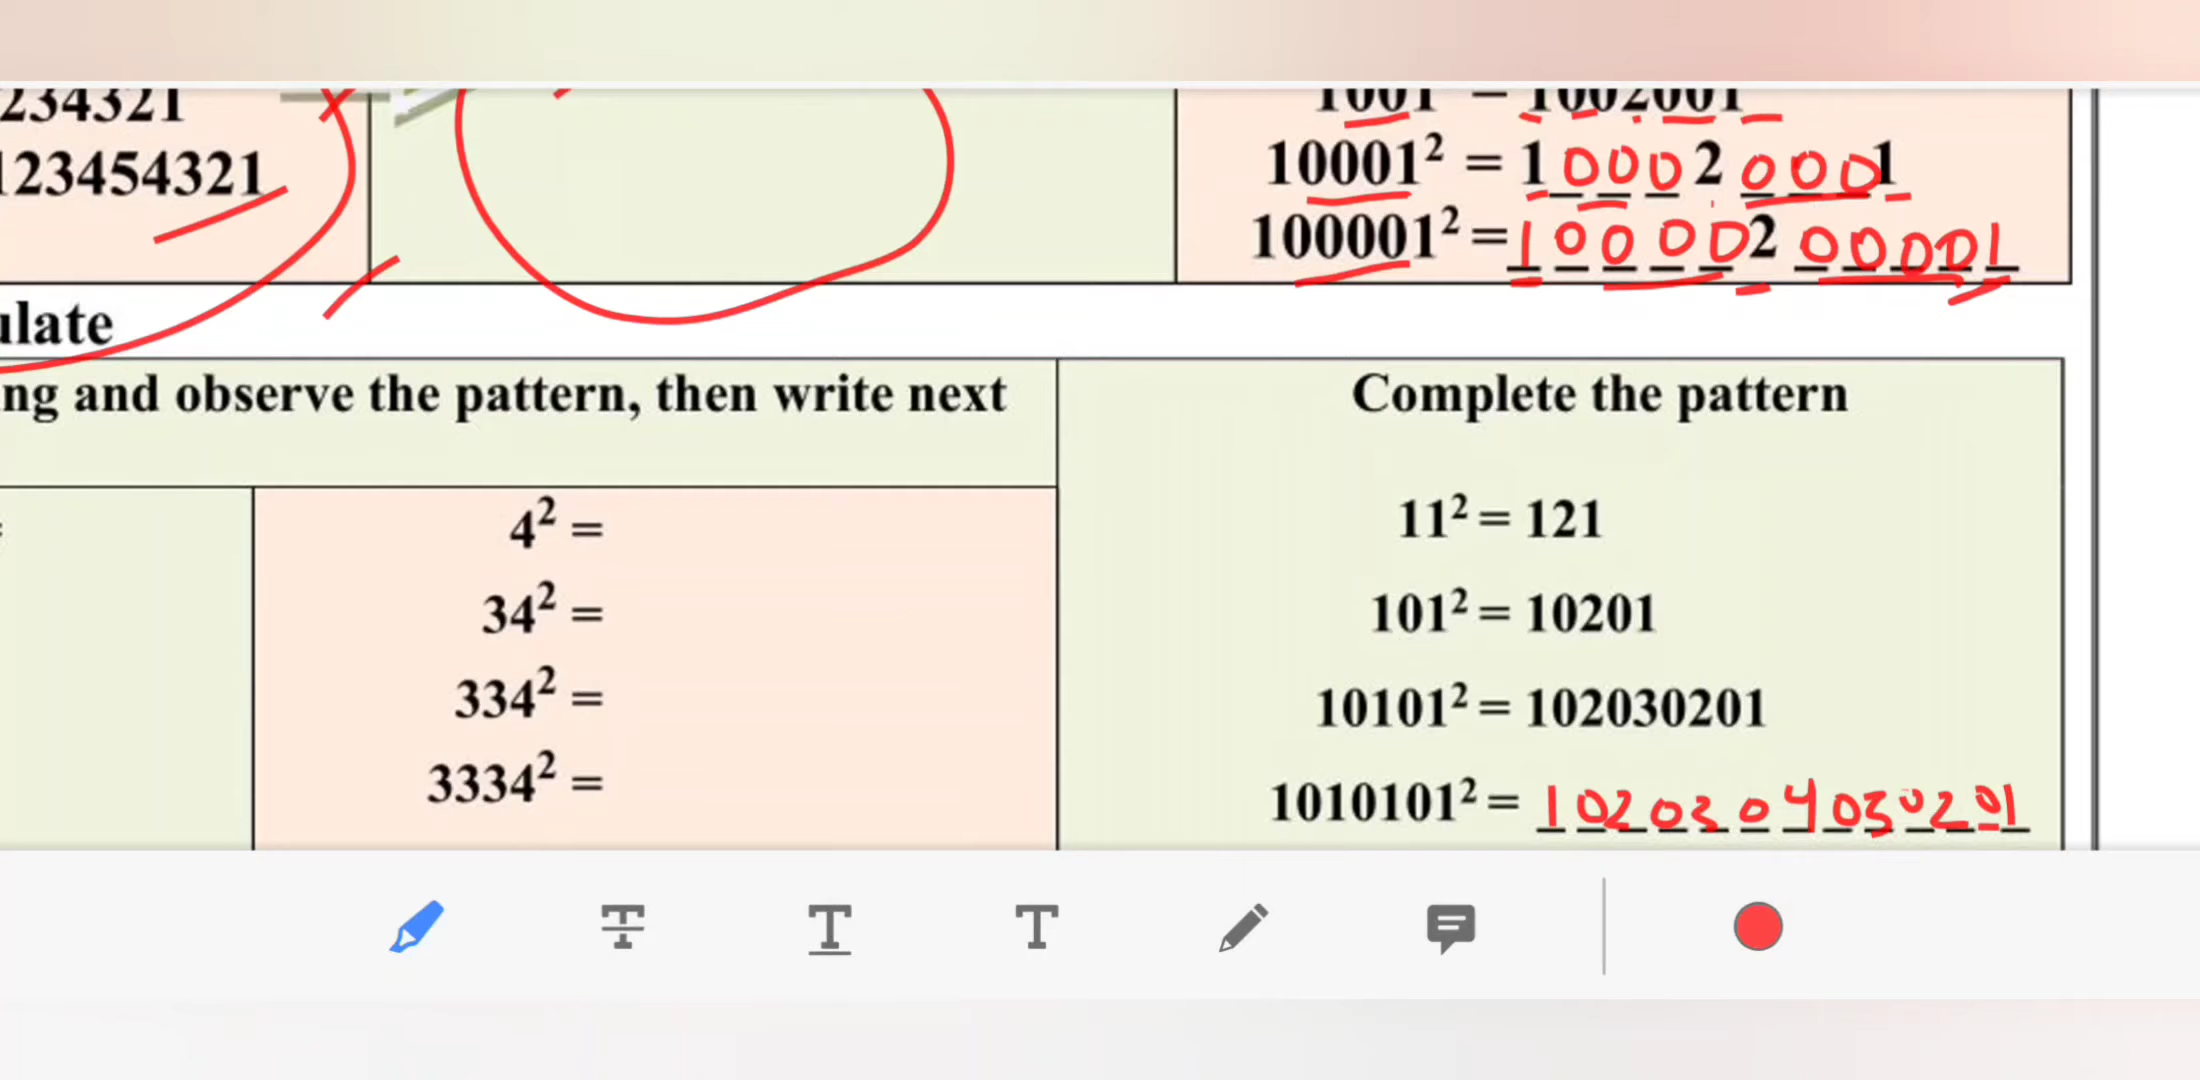 234321
123454321
1001 = 1002001
10001² = 100020001
100001² = 10000200001
ulate
ng and observe the pattern, then write next
Complete the pattern
4² =
34² =
334² =
3334² =
11² = 121
101² = 10201
10101² = 102030201
1010101² = 1020304030201